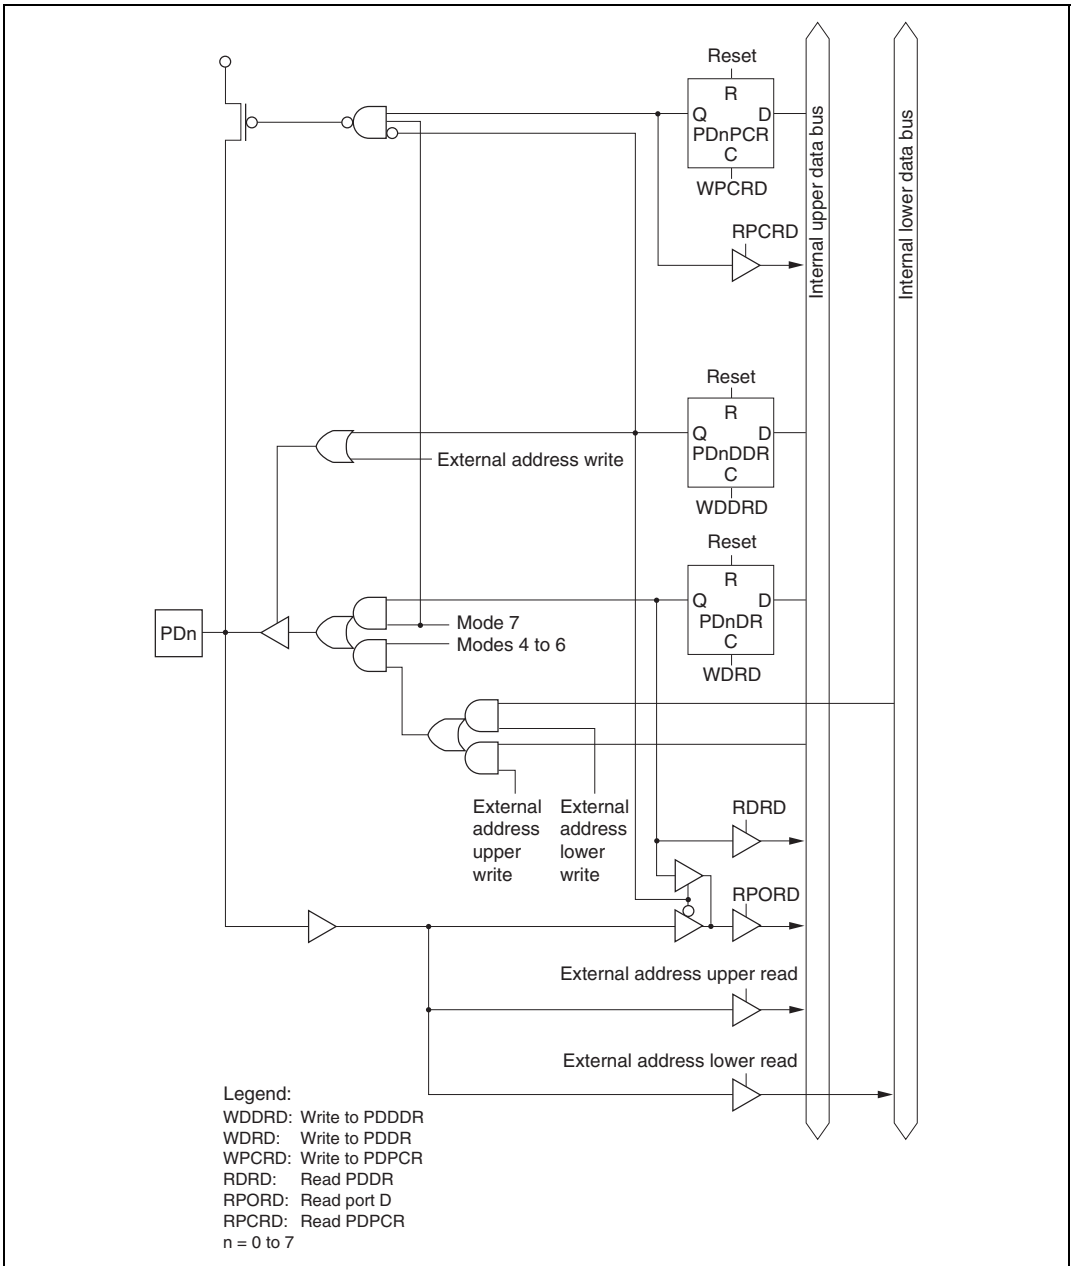 Reset
R
Q
D
PDnPCR
C
WPCRD
RPCRD
Internal upper data bus
Internal lower data bus
Reset
R
Q
D
PDnDDR
C
WDDRD
External address write
Reset
R
Q
D
PDnDR
C
WDRD
PDn
Mode 7
Modes 4 to 6
External
address
upper
write
External
address
lower
write
RDRD
RPORD
External address upper read
External address lower read
Legend:
WDDRD: Write to PDDDR
WDRD: Write to PDDR
WPCRD: Write to PDPCR
RDRD: Read PDDR
RPORD: Read port D
RPCRD: Read PDPCR
n = 0 to 7